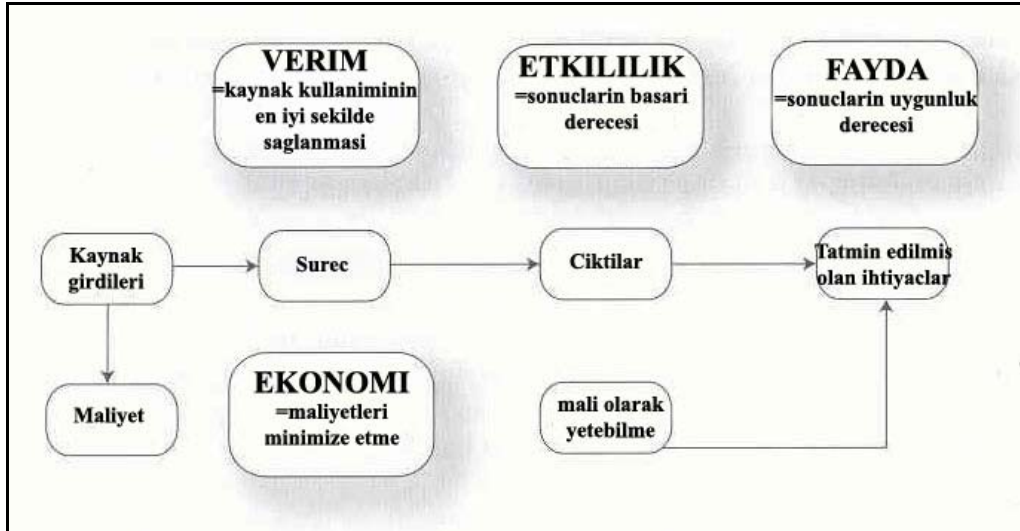 VERIM
=kaynak kullaniminin
en iyi sekilde
saglanmasi
ETKILILIK
=sonuclarin basari
derecesi
FAYDA
=sonuclarin uygunluk
derecesi
Kaynak
girdileri
Surec
Ciktilar
Tatmin edilmis
olan ihtiyaclar
Maliyet
EKONOMI
=maliyetleri
minimize etme
mali olarak
yetebilme